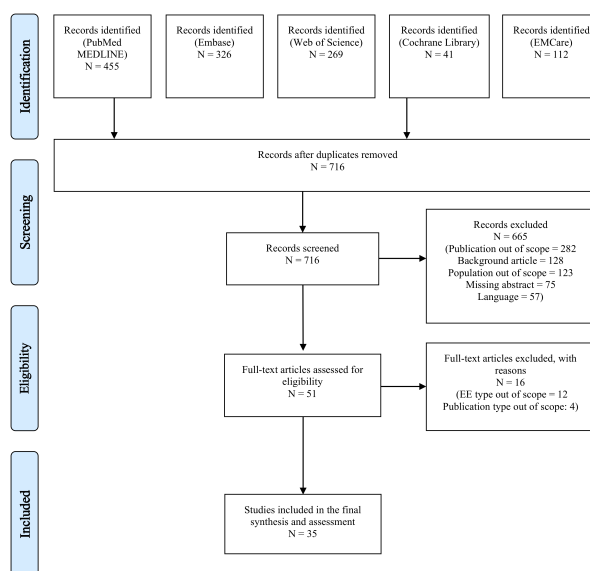 Identification
Records identified
(PubMed
MEDLINE)
N = 455
Records identified
(Embase)
N = 326
Records identified
(Web of Science)
N = 269
Records identified
(Cochrane Library)
N = 41
Records identified
(EMCare)
N = 112
Records after duplicates removed
N = 716
Screening
Records screened
N = 716
Records excluded
N = 665
(Publication out of scope = 282
Background article = 128
Population out of scope = 123
Missing abstract = 75
Language = 57)
Eligibility
Full-text articles assessed for
eligibility
N = 51
Full-text articles excluded, with
reasons
N = 16
(EE type out of scope = 12
Publication type out of scope: 4)
Included
Studies included in the final
synthesis and assessment
N = 35